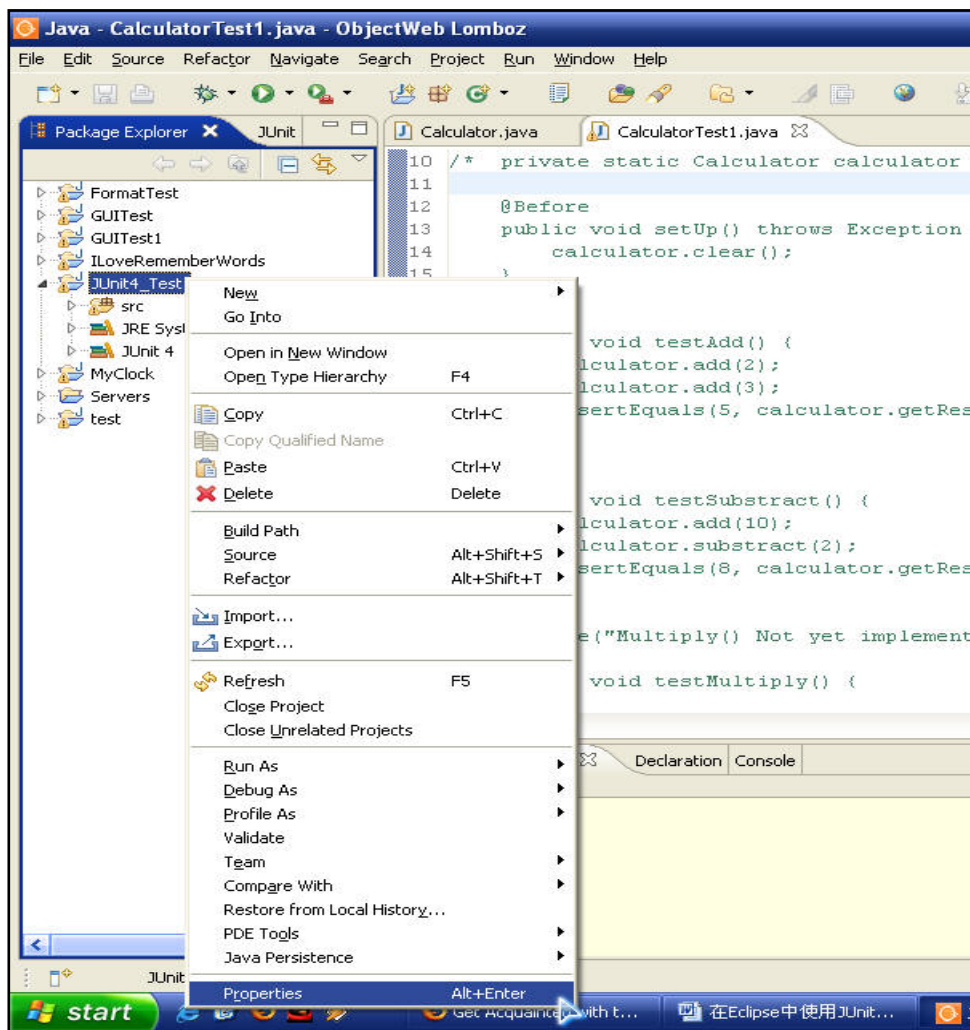 Java - CalculatorTest1.java - ObjectWeb Lomboz
File Edit Source Refactor Navigate Search Project Run Window Help
Package Explorer JUnit
Calculator.java CalculatorTest1.java
FormatTest
GUITest
GUITest1
ILoveRememberWords
JUnit4_Test
src
JRE Sys
JUnit 4
MyClock
Servers
test
10 /* private static Calculator calculator
11
12 @Before
13 public void setUp() throws Exception
14 calculator.clear();
15 }
void testAdd() {
lculator.add(2);
lculator.add(3);
sertEquals(5, calculator.getRes
void testSubstract() {
lculator.add(10);
lculator.substract(2);
sertEquals(8, calculator.getRes
e("Multiply() Not yet implement
void testMultiply() {
New
Go Into
Open in New Window
Open Type Hierarchy F4
Copy Ctrl+C
Copy Qualified Name
Paste Ctrl+V
Delete Delete
Build Path
Source Alt+Shift+S
Refactor Alt+Shift+T
Import...
Export...
Refresh F5
Close Project
Close Unrelated Projects
Run As
Debug As
Profile As
Validate
Team
Compare With
Restore from Local History...
PDE Tools
Java Persistence
Properties Alt+Enter
Declaration Console
JUnit
start
Get Acquainted with t...
在Eclipse中使用JUnit...